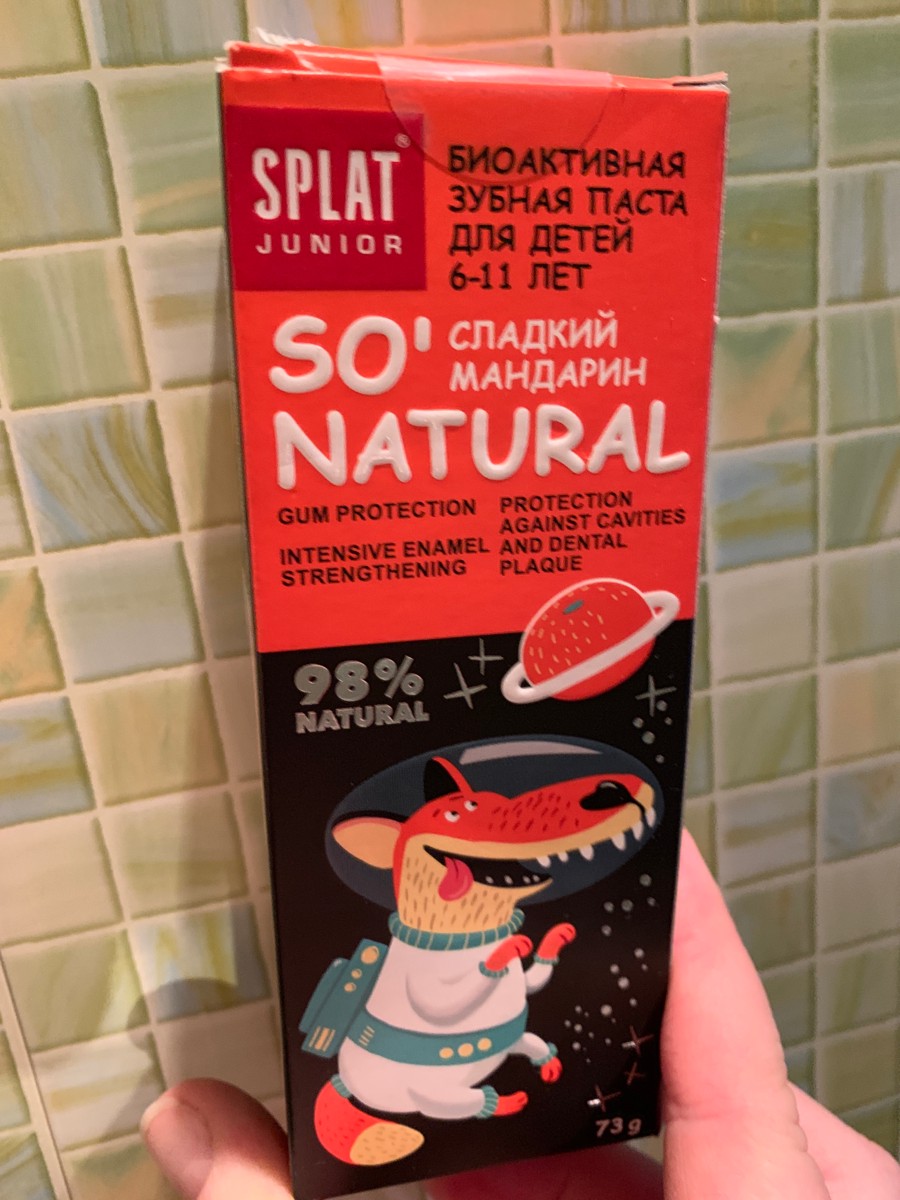 SPLAT®
JUNIOR
БИОАКТИВНАЯ
ЗУБНАЯ ПАСТА
ДЛЯ ДЕТЕЙ
6-11 ЛЕТ
SO'
СЛАДКИЙ
МАНДАРИН
NATURAL
GUM PROTECTION
INTENSIVE ENAMEL
STRENGTHENING
PROTECTION
AGAINST CAVITIES
AND DENTAL
PLAQUE
98%
NATURAL
73 g